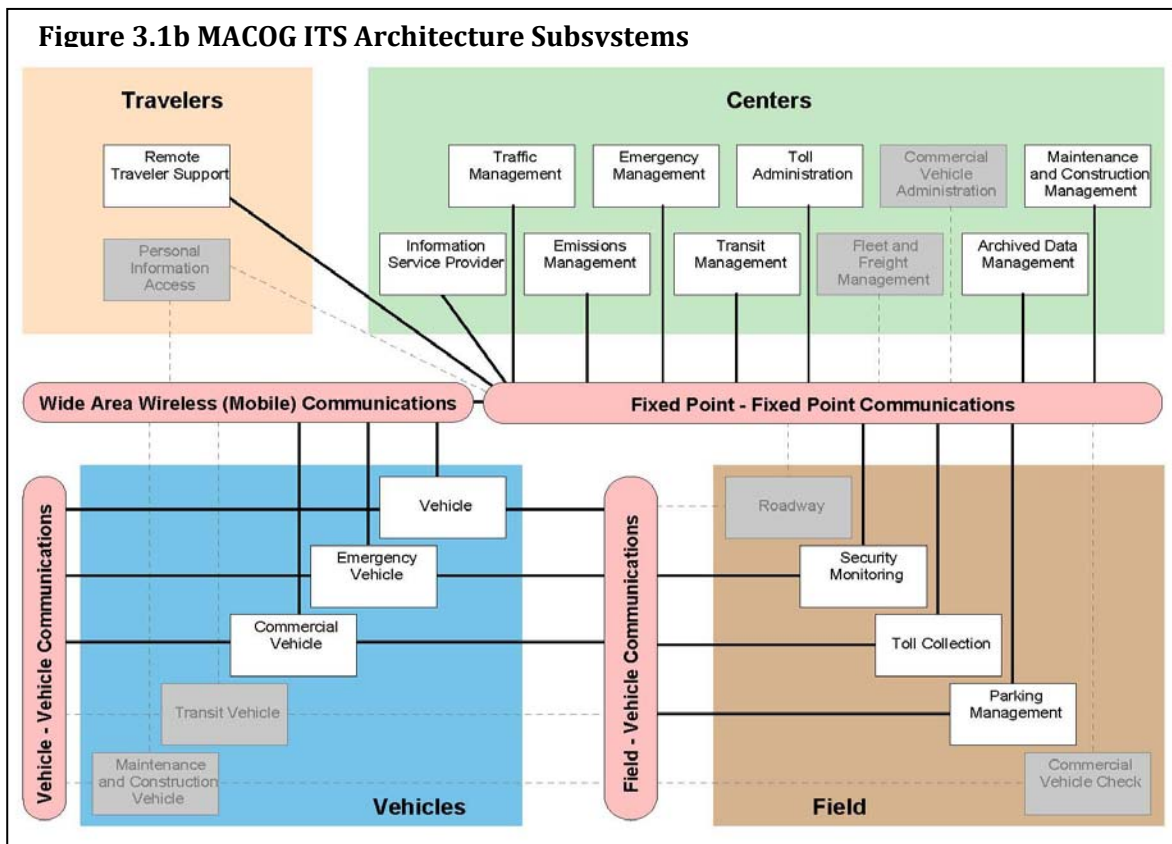 Figure 3.1b MACOG ITS Architecture Subsystems
Travelers
Centers
Remote
Traveler Support
Traffic
Management
Emergency
Management
Toll
Administration
Commercial
Vehicle
Administration
Maintenance
and Construction
Management
Personal
Information
Access
Information
Service Provider
Emissions
Management
Transit
Management
Fleet and
Freight
Management
Archived Data
Management
Wide Area Wireless (Mobile) Communications
Fixed Point - Fixed Point Communications
Vehicle - Vehicle Communications
Vehicle
Emergency
Vehicle
Commercial
Vehicle
Transit Vehicle
Maintenance
and Construction
Vehicle
Vehicles
Field - Vehicle Communications
Roadway
Security
Monitoring
Toll Collection
Parking
Management
Commercial
Vehicle Check
Field